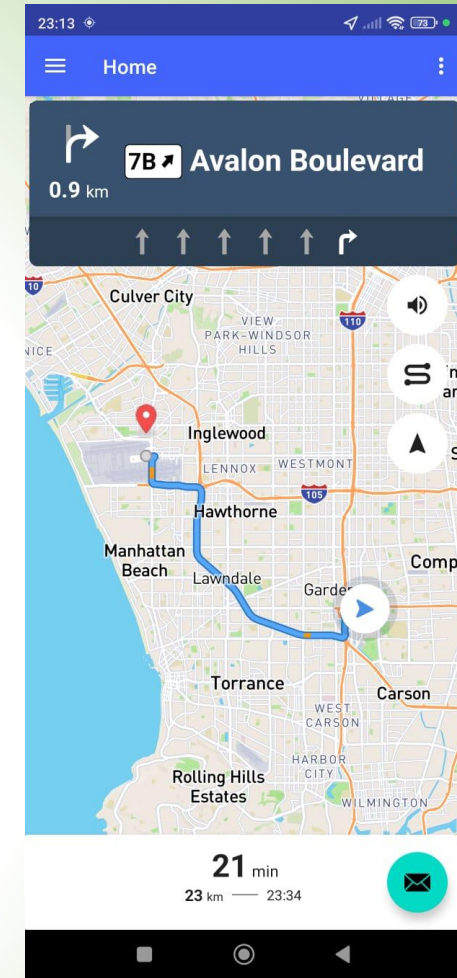 23:13
73
Home
VILLAGE
7B Avalon Boulevard
0.9 km
10
Culver City
110
VIEW
PARK-WINDSOR
HILLS
Inglewood
LENNOX
WESTMONT
105
Hawthorne
Manhattan
Beach
Comp
Lawndale
Garde
Torrance
Carson
WEST
CARSON
HARBOR
CITY
Rolling Hills
Estates
WILMINGTON
21 min
23 km — 23:34